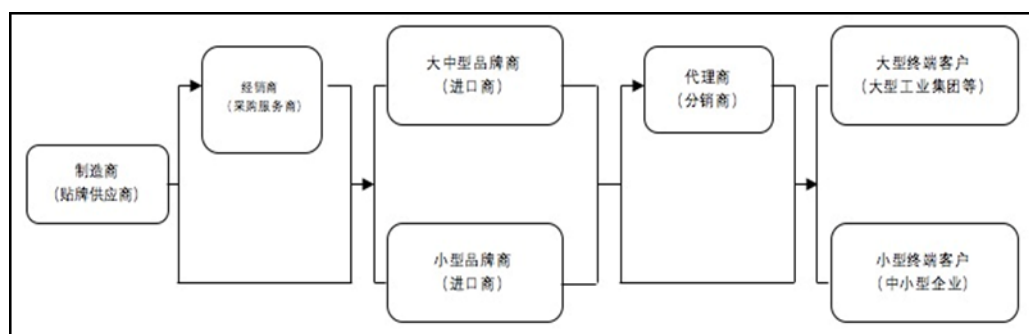 制造商
(贴牌供应商)
经销商
(采购服务商)
大中型品牌商
(进口商)
小型品牌商
(进口商)
代理商
(分销商)
大型终端客户
(大型工业集团等)
小型终端客户
(中小型企业)